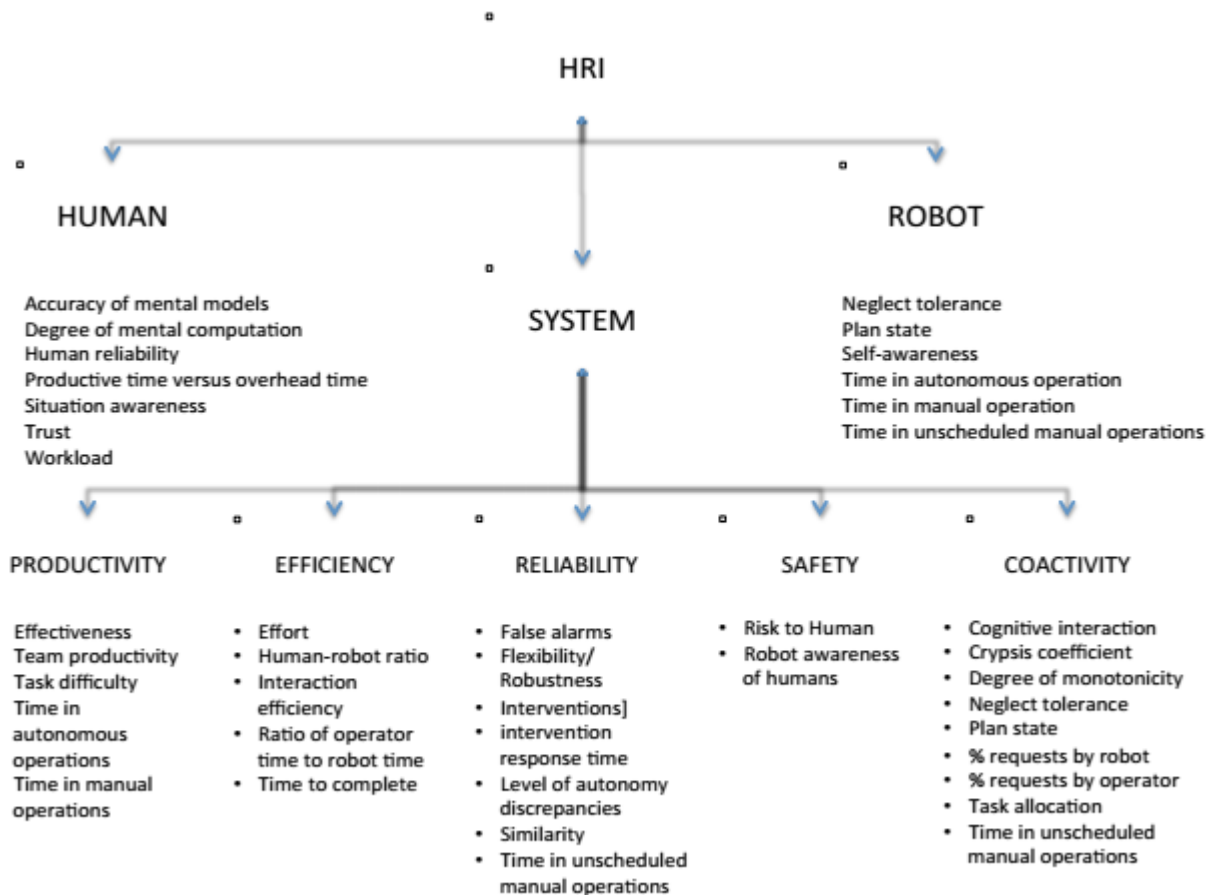 HRI
HUMAN
Accuracy of mental models
Degree of mental computation
Human reliability
Productive time versus overhead time
Situation awareness
Trust
Workload
SYSTEM
ROBOT
Neglect tolerance
Plan state
Self-awareness
Time in autonomous operation
Time in manual operation
Time in unscheduled manual operations
PRODUCTIVITY
Effectiveness
Team productivity
Task difficulty
Time in
autonomous
operations
Time in manual
operations
EFFICIENCY
• Effort
• Human-robot ratio
• Interaction
efficiency
• Ratio of operator
time to robot time
• Time to complete
RELIABILITY
• False alarms
• Flexibility/
Robustness
• Interventions]
• intervention
response time
• Level of autonomy
discrepancies
• Similarity
• Time in unscheduled
manual operations
SAFETY
• Risk to Human
• Robot awareness
of humans
COACTIVITY
• Cognitive interaction
• Crypsis coefficient
• Degree of monotonicity
• Neglect tolerance
• Plan state
• % requests by robot
• % requests by operator
• Task allocation
• Time in unscheduled
manual operations